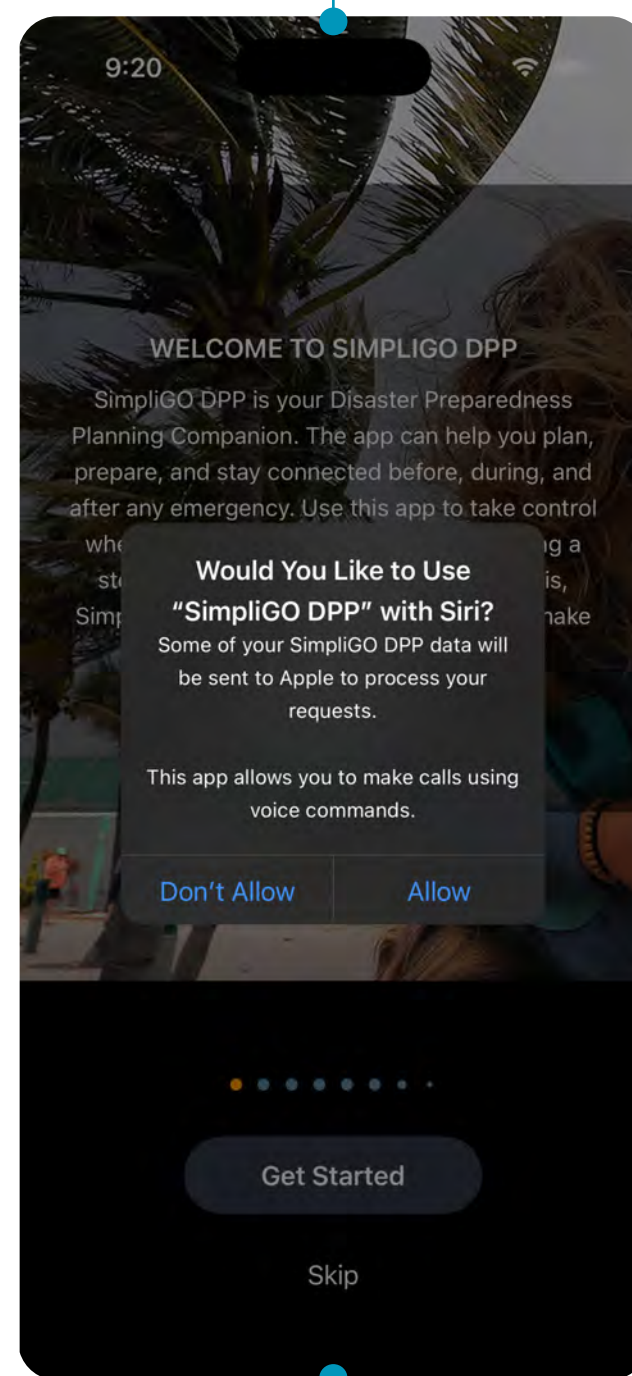 9:20
WELCOME TO SIMPLIGO DPP
SimpliGO DPP is your Disaster Preparedness
Planning Companion. The app can help you plan,
prepare, and stay connected before, during, and
after any emergency. Use this app to take control
ng a
is,
Would You Like to Use
“SimpliGO DPP” with Siri?
Some of your SimpliGO DPP data will
be sent to Apple to process your
requests.
This app allows you to make calls using
voice commands.
Don’t Allow
Allow
Get Started
Skip